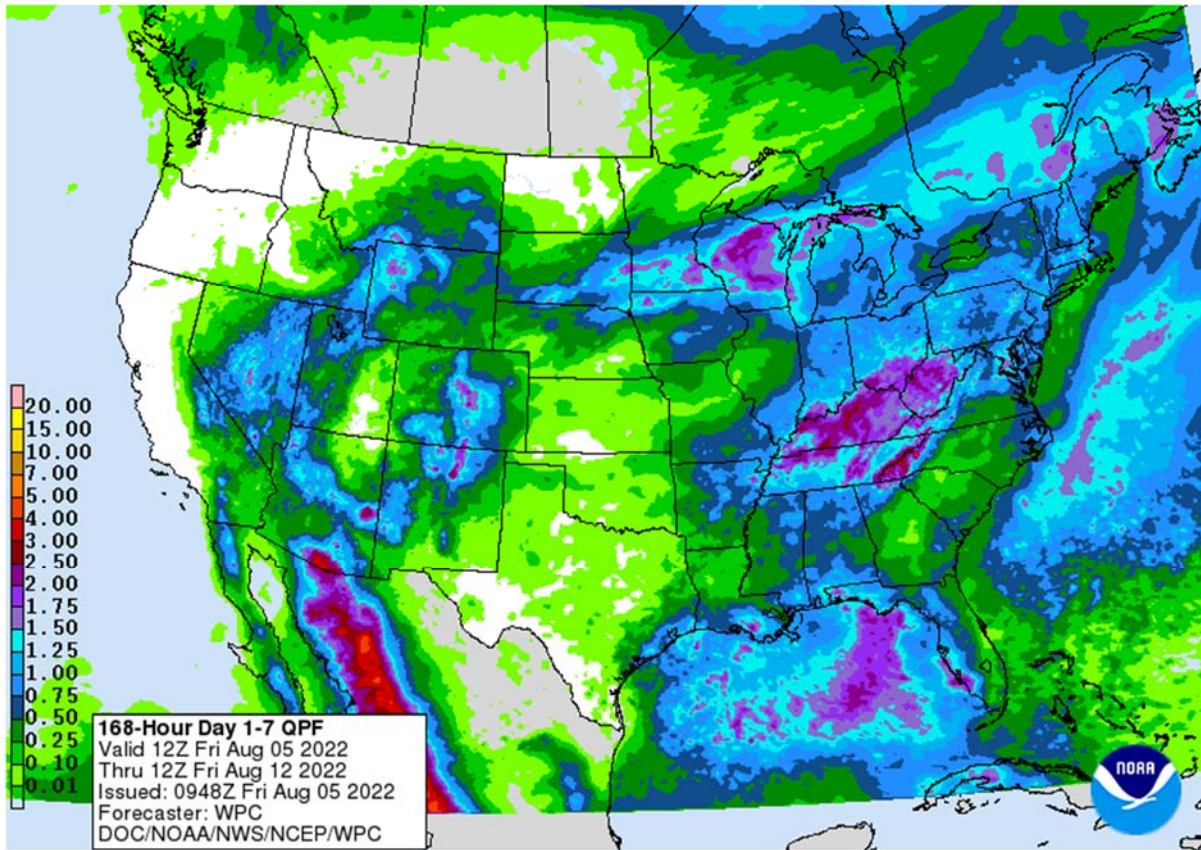 20.00
15.00
10.00
7.00
5.00
4.00
3.00
2.50
2.00
1.75
1.50
1.25
1.00
0.75
0.50
0.25
0.10
0.01
168-Hour Day 1-7 QPF
Valid 12Z Fri Aug 05 2022
Thru 12Z Fri Aug 12 2022
Issued: 0948Z Fri Aug 05 2022
Forecaster: WPC
DOC/NOAA/NWS/NCEP/WPC
NOAA